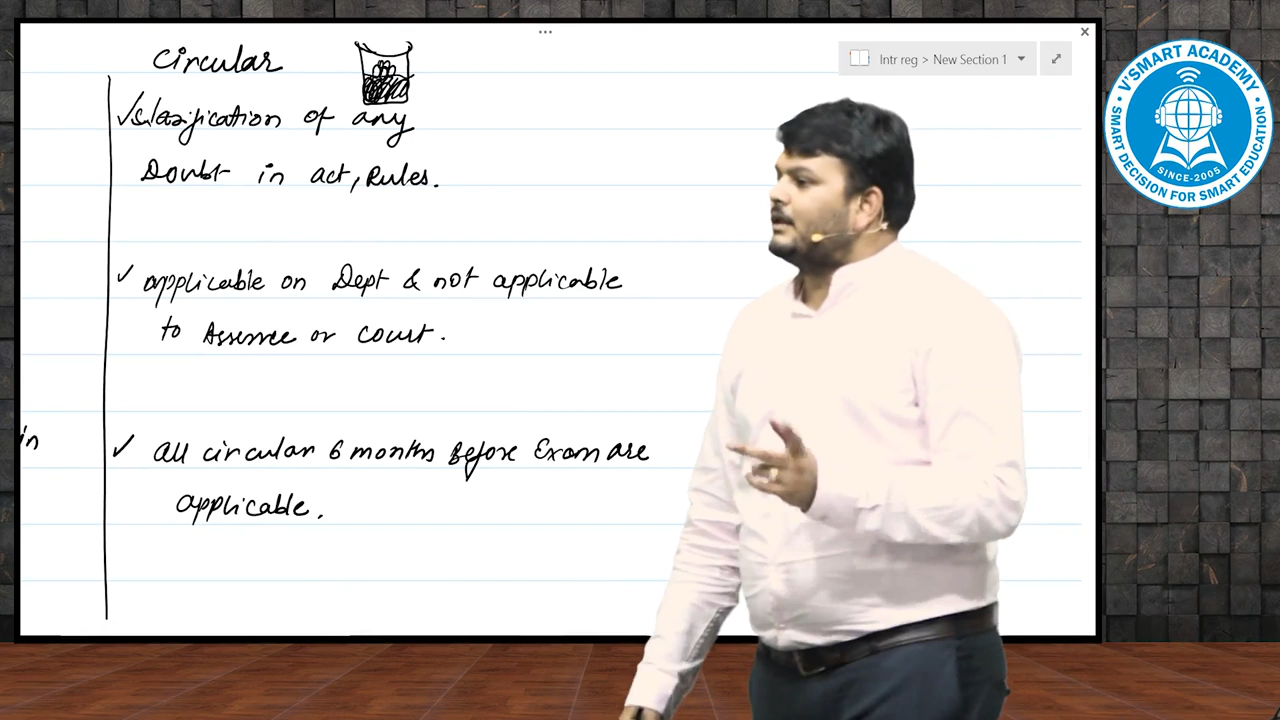 Circular
Clarification of any
Doubt in act, Rules.
applicable on Dept & not applicable
to Assessee or Court.
in
All circular 6 months Before Exam are
applicable.
Intr reg > New Section 1
V'SMART ACADEMY
SINCE-2005
SMART DECISION FOR SMART EDUCATION